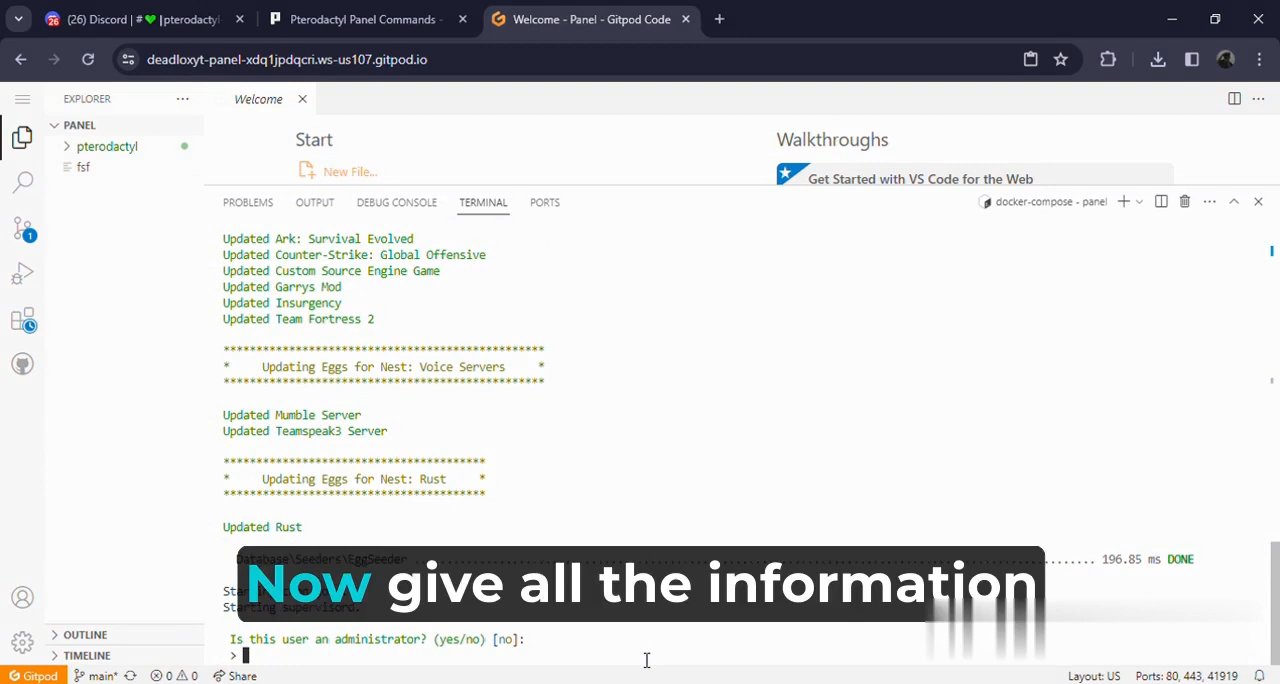 26
(26) Discord | #💚|pterodactyl
Pterodactyl Panel Commands -
Welcome - Panel - Gitpod Code
deadloxyt-panel-xdq1jpdqcri.ws-us107.gitpod.io
EXPLORER
Welcome
PANEL
pterodactyl
fsf
1
Start
New File...
Walkthroughs
Get Started with VS Code for the Web
PROBLEMS OUTPUT DEBUG CONSOLE TERMINAL PORTS
docker-compose - panel
Updated Ark: Survival Evolved
Updated Counter-Strike: Global Offensive
Updated Custom Source Engine Game
Updated Garrys Mod
Updated Insurgency
Updated Team Fortress 2
*************************************************
* Updating Eggs for Nest: Voice Servers *
*************************************************
Updated Mumble Server
Updated Teamspeak3 Server
****************************************
* Updating Eggs for Nest: Rust *
****************************************
Updated Rust
Database\Seeders\EggSeeder
196.85 ms DONE
Now give all the information
Starting supervisord.
Is this user an administrator? (yes/no) [no]:
>
OUTLINE
TIMELINE
Gitpod main* 0 0 Share
Layout: US Ports: 80, 443, 41919